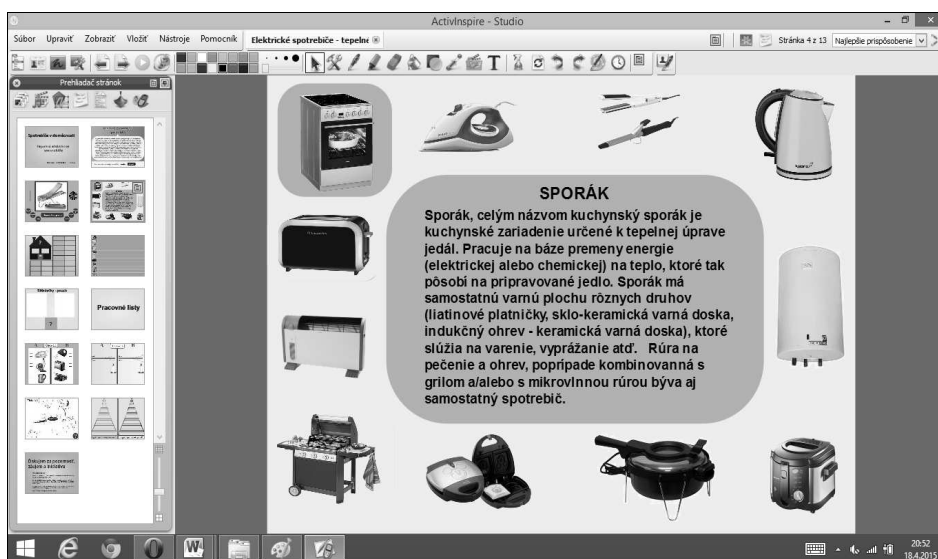 ActivInspire - Studio
Súbor Upraviť Zobraziť Vložiť Nástroje Pomocník Elektrické spotrebiče - tepelné
Stránka 4 z 13 Najlepšie prispôsobenie
Prehliadač stránok
Pracovné listy
SPORÁK
Sporák, celým názvom kuchynský sporák je
kuchynské zariadenie určené k tepelnej úprave
jedál. Pracuje na báze premeny energie
(elektrickej alebo chemickej) na teplo, ktoré tak
pôsobi na pripravované jedlo. Sporák má
samostatnú varnú plochu rôznych druhov
(liatinové platničky, sklo-keramická varná doska,
indukčný ohrev - keramická varná doska), ktoré
slúžia na varenie, vyprážanie atď. Rúra na
pečenie a ohrev, poprípade kombinovanná s
grilom a/alebo s mikrovlnnou rúrou býva aj
samostatný spotrebič.
20:52
18.4.2015